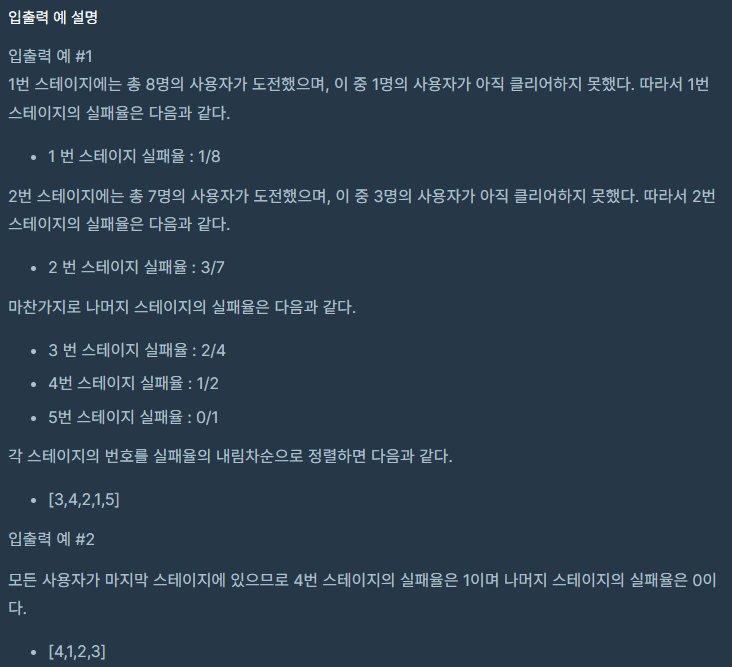 입출력 예 설명
입출력 예 #1
1번 스테이지에는 총 8명의 사용자가 도전했으며, 이 중 1명의 사용자가 아직 클리어하지 못했다. 따라서 1번
스테이지의 실패율은 다음과 같다.
• 1 번 스테이지 실패율 : 1/8
2번 스테이지에는 총 7명의 사용자가 도전했으며, 이 중 3명의 사용자가 아직 클리어하지 못했다. 따라서 2번
스테이지의 실패율은 다음과 같다.
• 2 번 스테이지 실패율 : 3/7
마찬가지로 나머지 스테이지의 실패율은 다음과 같다.
• 3 번 스테이지 실패율 : 2/4
• 4번 스테이지 실패율 : 1/2
• 5번 스테이지 실패율 : 0/1
각 스테이지의 번호를 실패율의 내림차순으로 정렬하면 다음과 같다.
• [3,4,2,1,5]
입출력 예 #2
모든 사용자가 마지막 스테이지에 있으므로 4번 스테이지의 실패율은 1이며 나머지 스테이지의 실패율은 0이
다.
• [4,1,2,3]